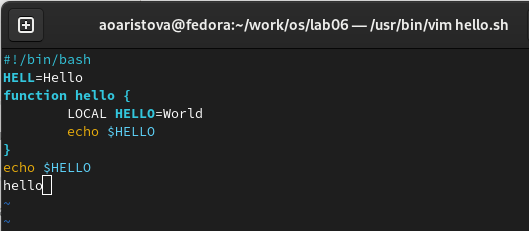 aoaristova@fedora:~/work/os/lab06 — /usr/bin/vim hello.sh
#!/bin/bash
HELL=Hello
function hello {
        LOCAL HELLO=World
        echo $HELLO
}
echo $HELLO
hello
~
~